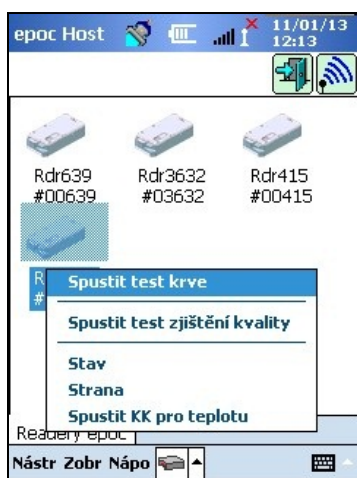 epoc Host 11/01/13
12:13
Rdr639 Rdr3632 Rdr415
#00639 #03632 #00415
R
#
Spustit test krve
Spustit test zjištění kvality
Stav
Strana
Spustit KK pro teplotu
Readery epoc
Nástr Zobr Nápo